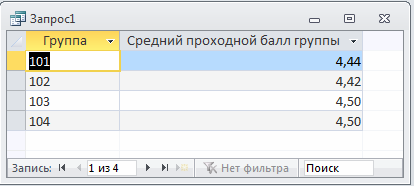 Запрос1
Группа Средний проходной балл группы
101 4,44
102 4,42
103 4,50
104 4,50
Запись: 1 из 4 Нет фильтра Поиск